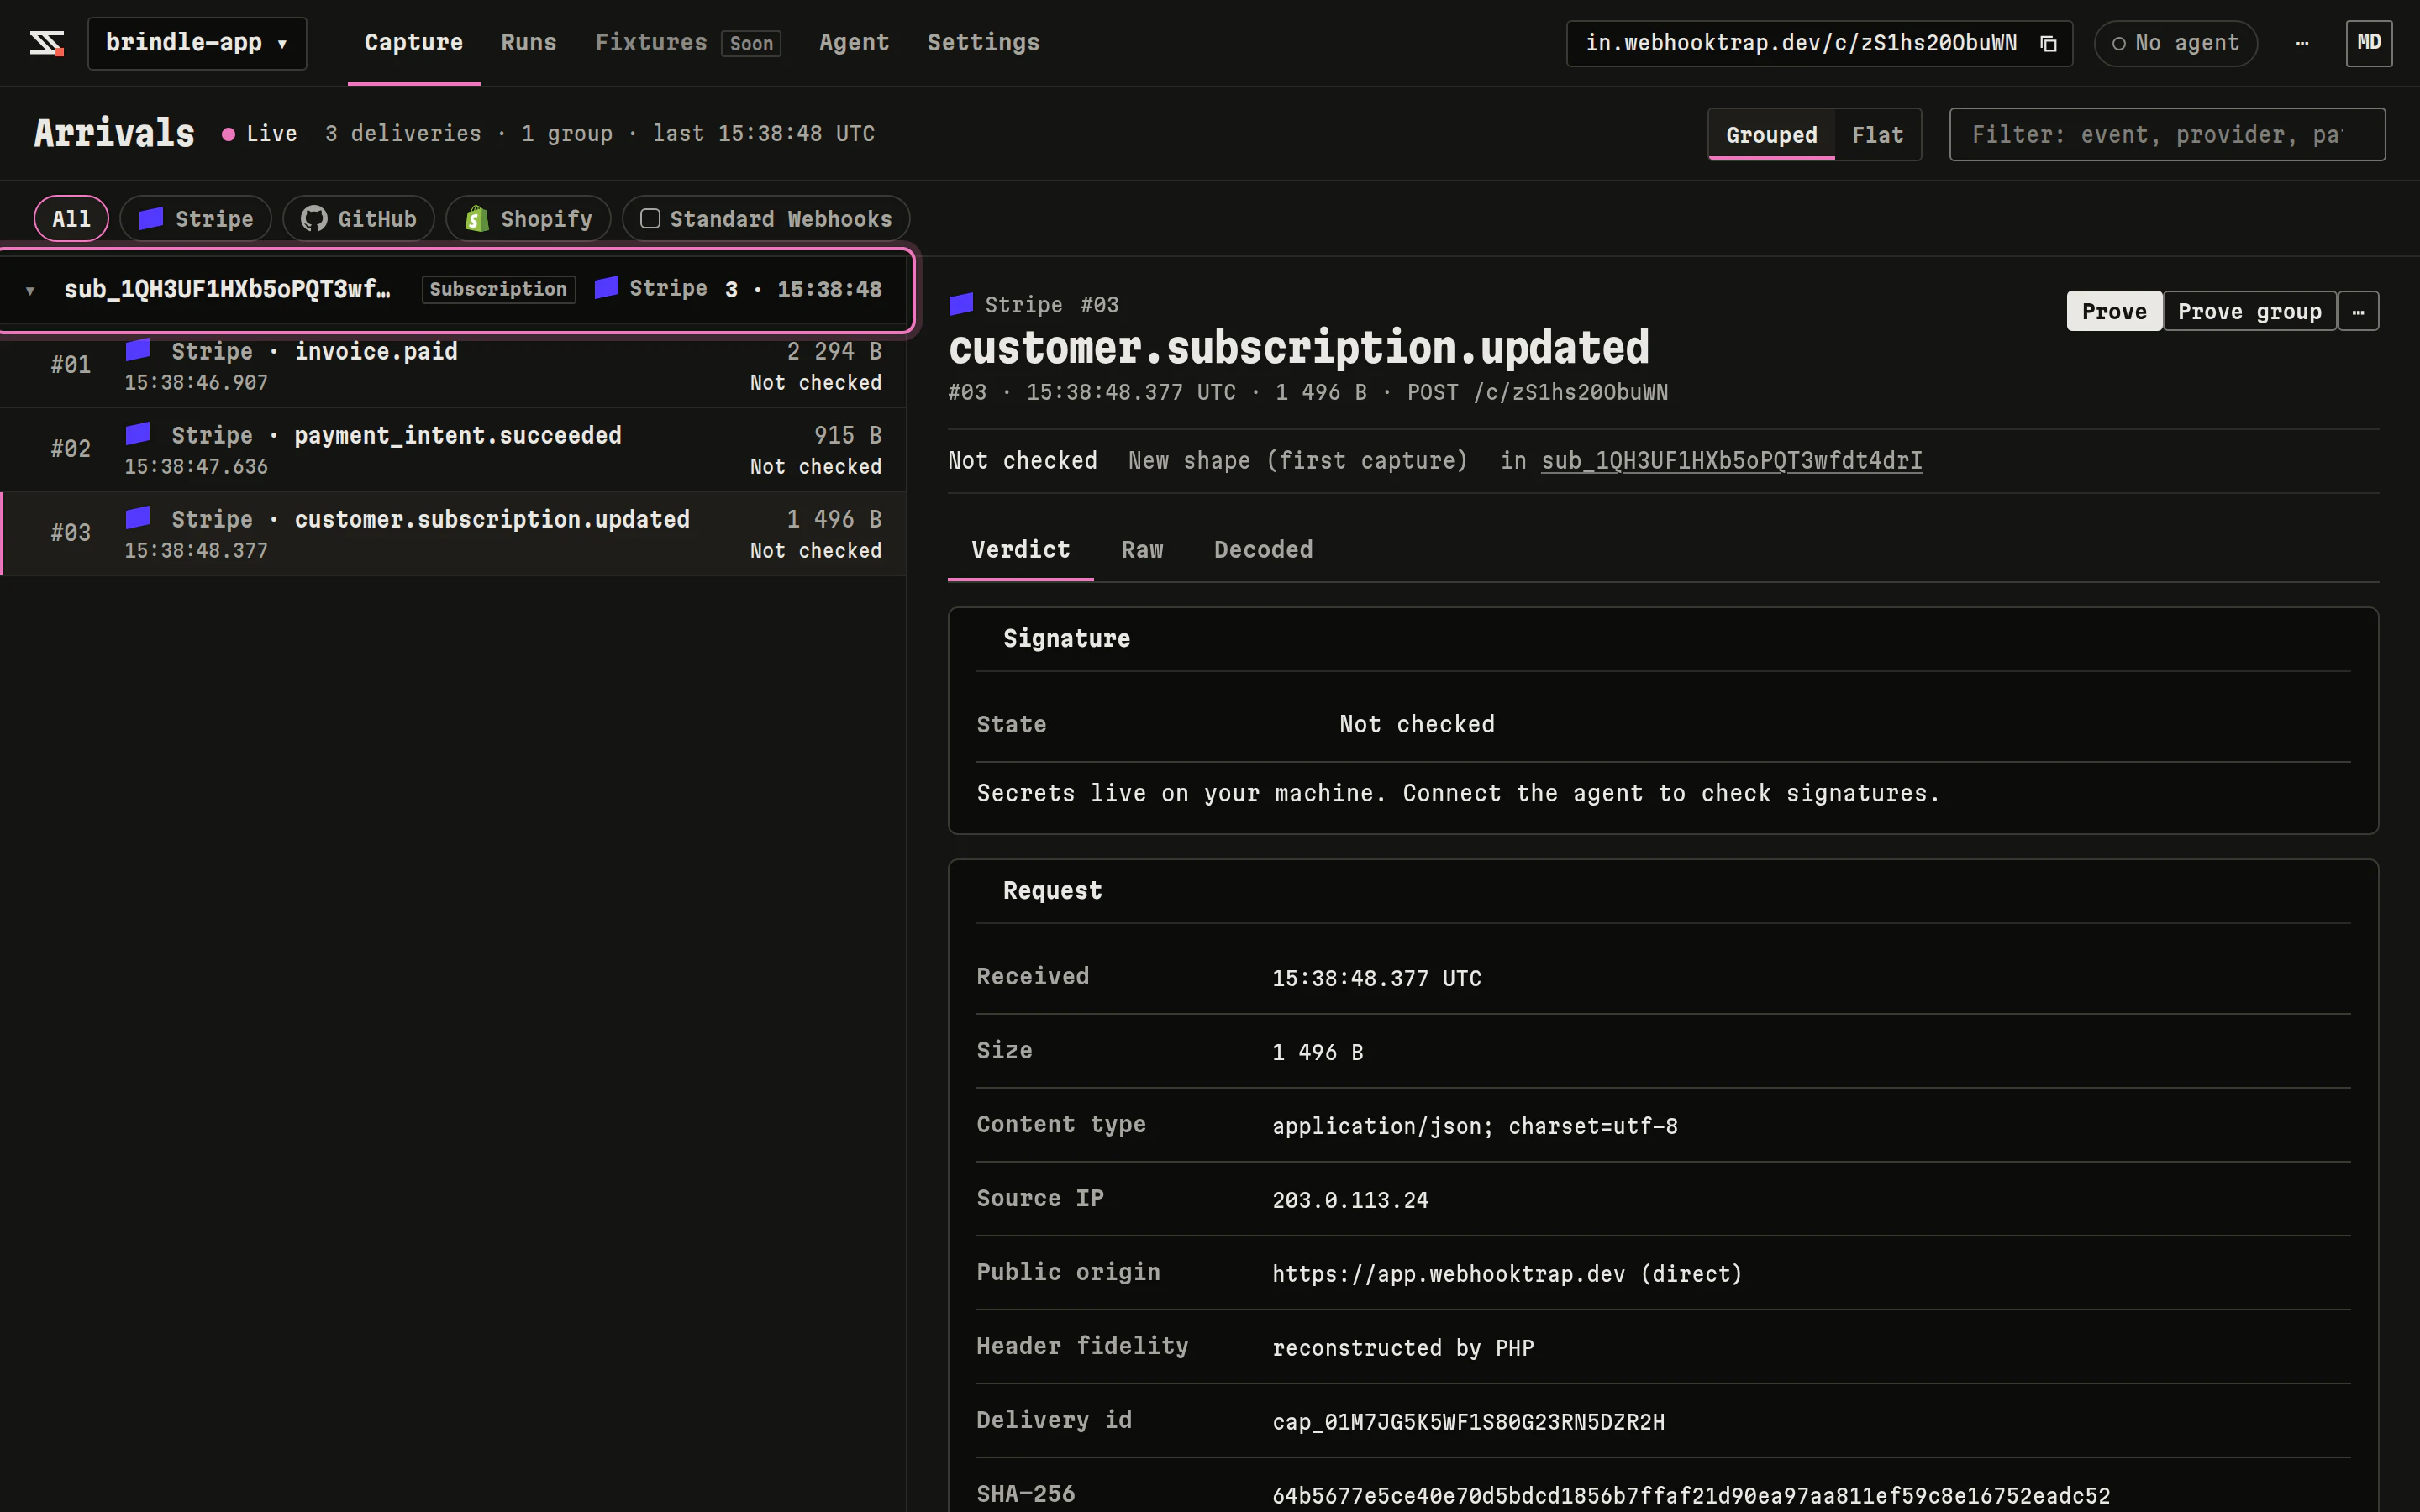 brindle-app ▾ Capture Runs Fixtures Soon Agent Settings in.webhooktrap.dev/c/zS1hs20ObuWN No agent ⋯ MD
Arrivals Live 3 deliveries · 1 group · last 15:38:48 UTC Grouped Flat Filter: event, provider, pa
All Stripe GitHub Shopify Standard Webhooks
▾ sub_1QH3UF1HXb5oPQT3wf… Subscription Stripe 3 · 15:38:48
#01 Stripe · invoice.paid 2 294 B
15:38:46.907 Not checked
#02 Stripe · payment_intent.succeeded 915 B
15:38:47.636 Not checked
#03 Stripe · customer.subscription.updated 1 496 B
15:38:48.377 Not checked
Stripe #03
Prove Prove group ⋯
customer.subscription.updated
#03 · 15:38:48.377 UTC · 1 496 B · POST /c/zS1hs20ObuWN
Not checked New shape (first capture) in sub_1QH3UF1HXb5oPQT3wfdt4drI
Verdict Raw Decoded
Signature
State Not checked
Secrets live on your machine. Connect the agent to check signatures.
Request
Received 15:38:48.377 UTC
Size 1 496 B
Content type application/json; charset=utf-8
Source IP 203.0.113.24
Public origin https://app.webhooktrap.dev (direct)
Header fidelity reconstructed by PHP
Delivery id cap_01M7JG5K5WF1S80G23RN5DZR2H
SHA-256 64b5677e5ce40e70d5bdcd1856b7ffaf21d90ea97aa811ef59c8e16752eadc52